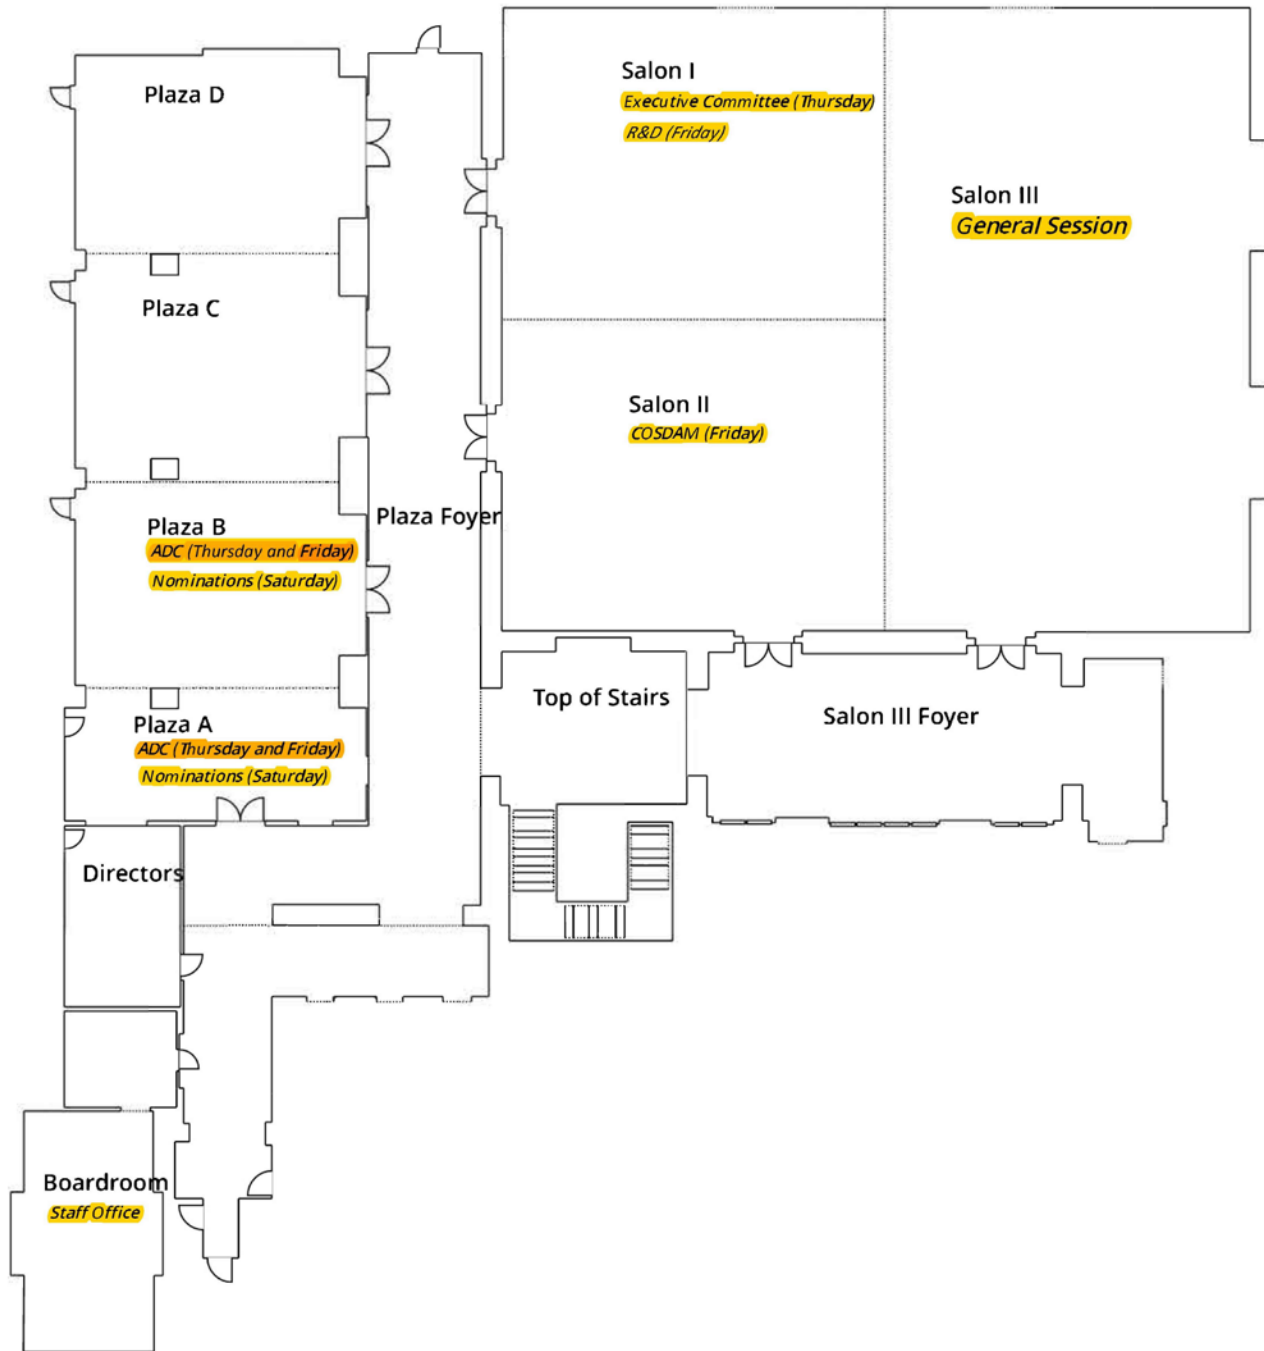 Plaza D
Salon I
Executive Committee (Thursday)
R&D (Friday)
Salon III
General Session
Plaza C
Salon II
COSDAM (Friday)
Plaza B
ADC (Thursday and Friday)
Nominations (Saturday)
Plaza Foyer
Plaza A
ADC (Thursday and Friday)
Nominations (Saturday)
Top of Stairs
Salon III Foyer
Directors
Boardroom
Staff Office